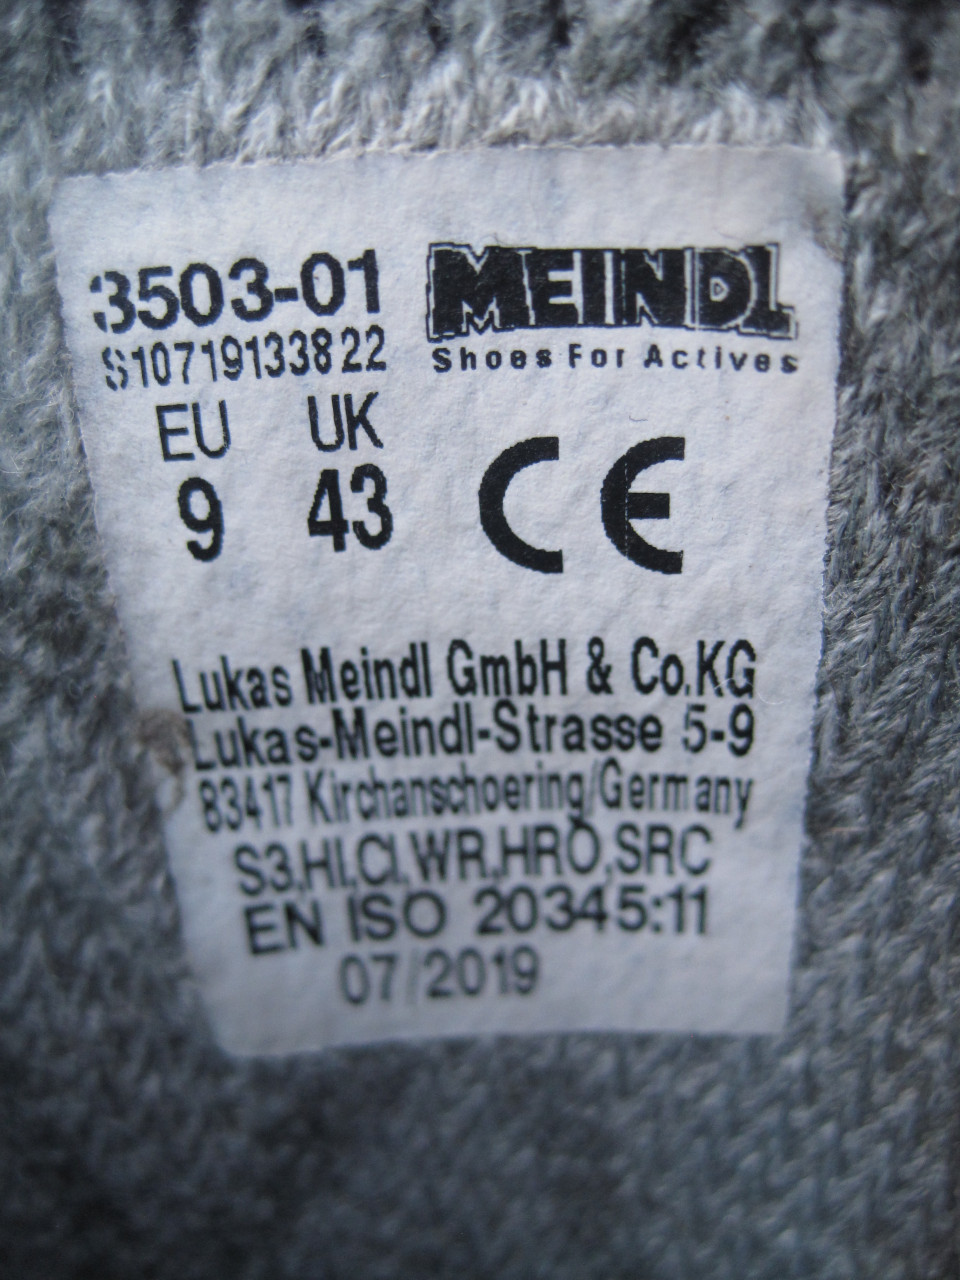 3503-01
S10719133822
MEINDL
Shoes For Actives
EU UK
9 43
CE
Lukas Meindl GmbH & Co.KG
Lukas-Meindl-Strasse 5-9
83417 Kirchanschoering/Germany
S3,HI,CI,WR,HRO,SRC
EN ISO 20345:11
07/2019